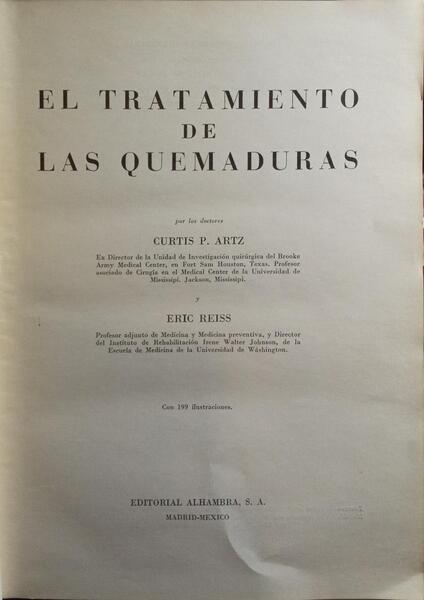 EL TRATAMIENTO
DE
LAS QUEMADURAS
por los doctores
CURTIS P. ARTZ
Ex Director de la Unidad de Investigación quirúrgica del Brooke
Army Medical Center, en Fort Sam Houston, Texas. Profesor
asociado de Cirugía en el Medical Center de la Universidad de
Mississipi. Jackson, Mississipi.
y
ERIC REISS
Profesor adjunto de Medicina y Medicina preventiva, y Director
del Instituto de Rehabilitación Irene Walter Johnson, de la
Escuela de Medicina de la Universidad de Wáshington.
Con 199 ilustraciones.
EDITORIAL ALHAMBRA, S. A.
MADRID-MEXICO